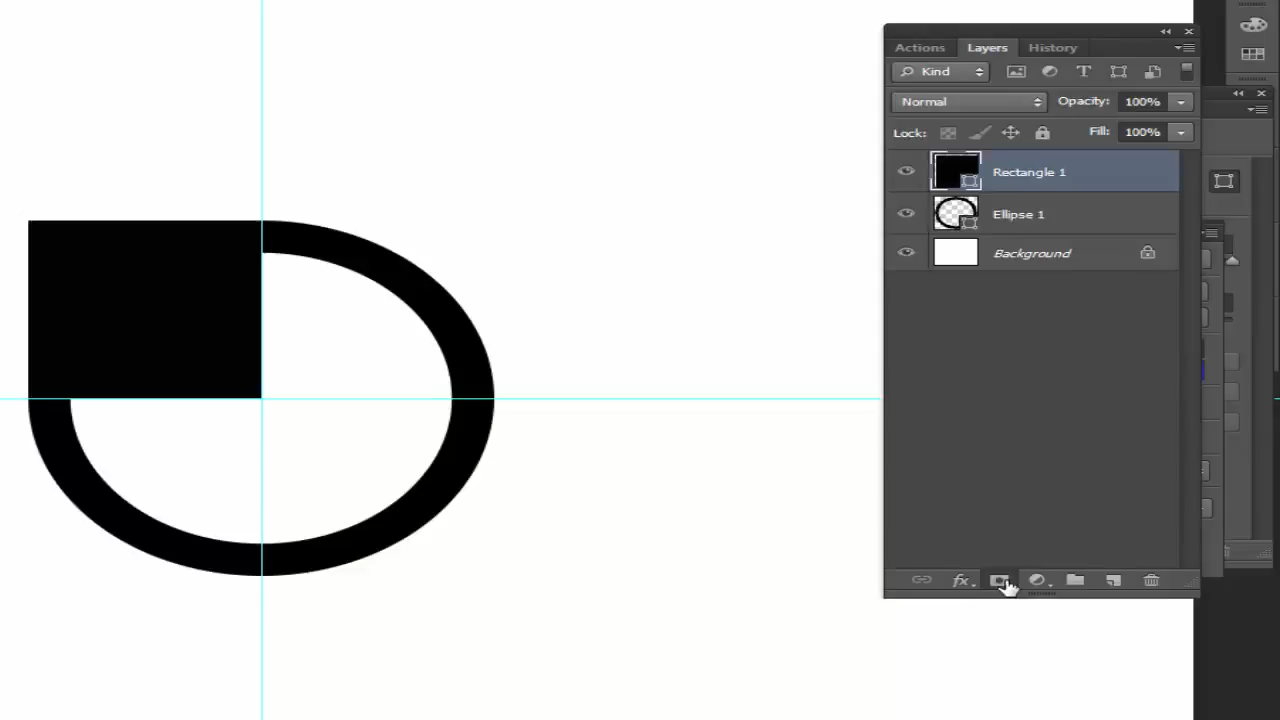 Actions Layers History
Kind
Normal Opacity: 100%
Lock: Fill: 100%
Rectangle 1
Ellipse 1
Background
fx